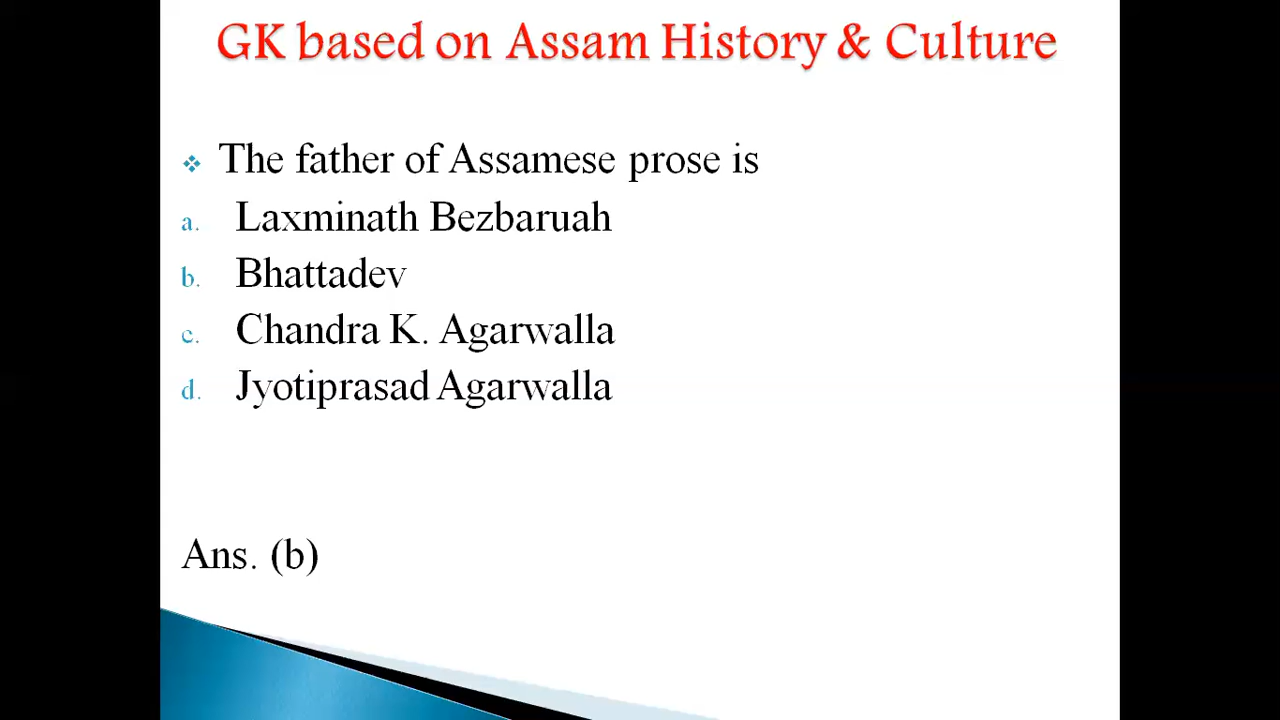 GK based on Assam History & Culture
❖ The father of Assamese prose is
a. Laxminath Bezbaruah
b. Bhattadev
c. Chandra K. Agarwalla
d. Jyotiprasad Agarwalla
Ans. (b)